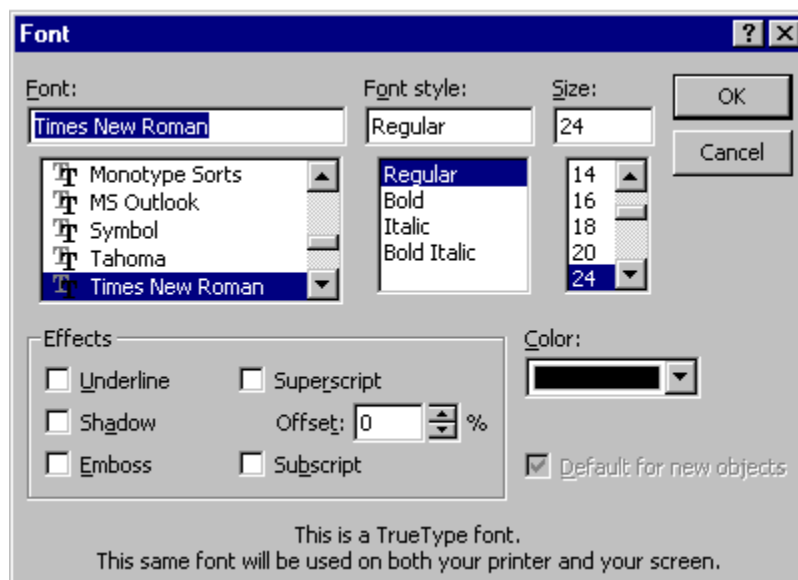 Font
Font: Font style: Size:
Times New Roman Regular 24 OK
Cancel
Monotype Sorts Regular 14
MS Outlook Bold 16
Symbol Italic 18
Tahoma Bold Italic 20
Times New Roman 24
Effects Color:
Underline Superscript
Shadow Offset: 0 %
Emboss Subscript Default for new objects
This is a TrueType font.
This same font will be used on both your printer and your screen.